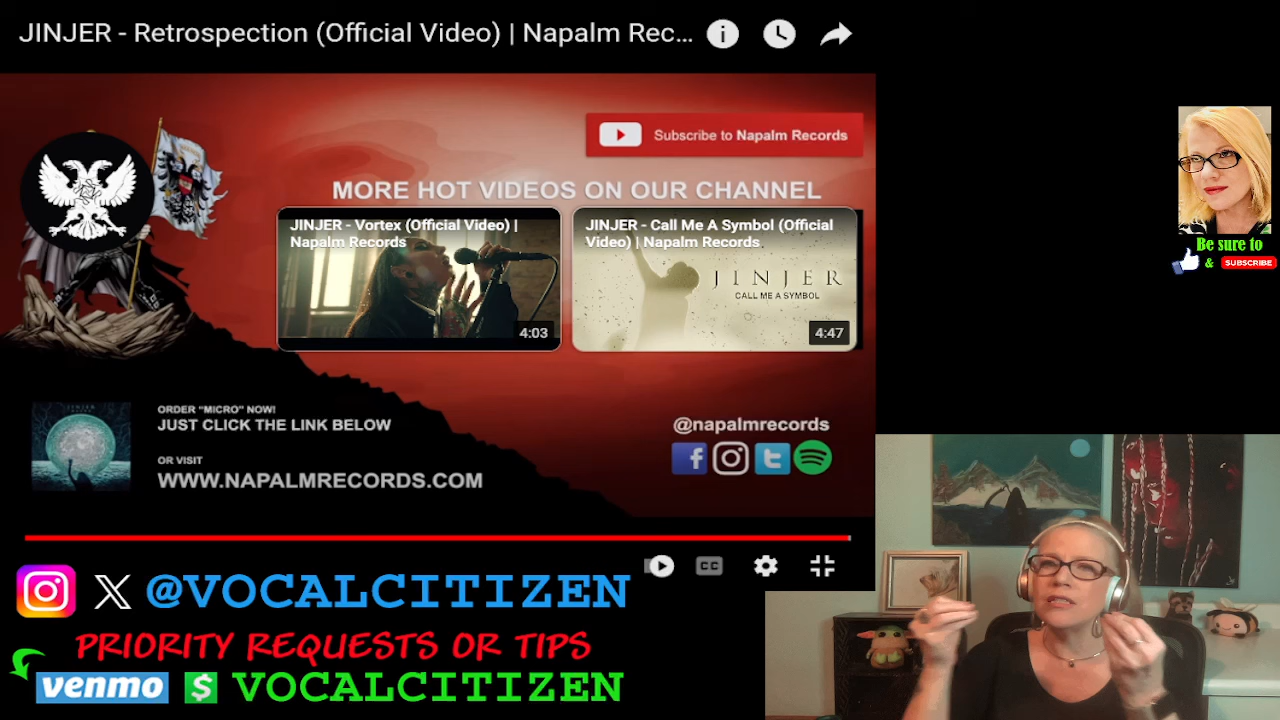 JINJER - Retrospection (Official Video) | Napalm Rec...
Subscribe to Napalm Records
MORE HOT VIDEOS ON OUR CHANNEL
JINJER - Vortex (Official Video) |
Napalm Records
4:03
JINJER - Call Me A Symbol (Official
Video) | Napalm Records
JINJER
CALL ME A SYMBOL
4:47
Be sure to
&
SUBSCRIBE
ORDER "MICRO" NOW!
JUST CLICK THE LINK BELOW
OR VISIT
WWW.NAPALMRECORDS.COM
@napalmrecords
CC
@VOCALCITIZEN
PRIORITY REQUESTS OR TIPS
venmo $ VOCALCITIZEN